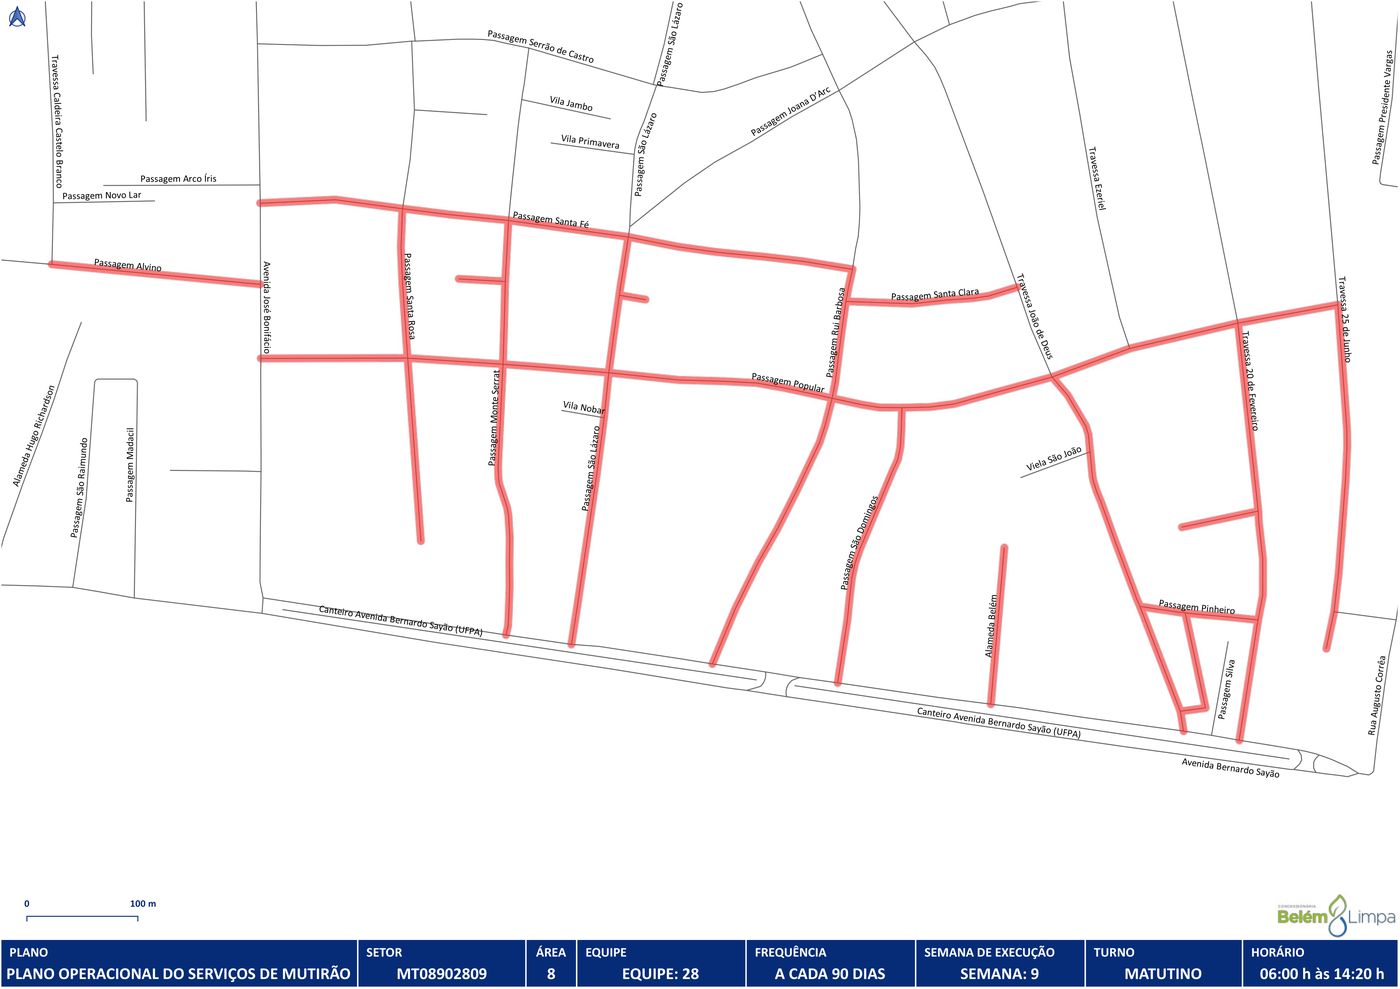 Passagem Serrão de Castro
Passagem São Lázaro
Travessa Caldeira Castelo Branco
Vila Jambo
Passagem Joana D'Arc
Passagem Presidente Vargas
Vila Primavera
Passagem São Lázaro
Passagem Arco Íris
Passagem Novo Lar
Travessa Ezeriel
Passagem Santa Fé
Passagem Alvino
Avenida José Bonifácio
Passagem Santa Rosa
Passagem Santa Clara
Passagem Rui Barbosa
Travessa João de Deus
Travessa 25 de Junho
Travessa 20 de Fevereiro
Passagem Popular
Passagem Monte Serrat
Vila Nobar
Alameda Hugo Richardson
Passagem São Raimundo
Passagem Madacil
Passagem São Lázaro
Viela São João
Passagem São Domingos
Alameda Belém
Passagem Pinheiro
Canteiro Avenida Bernardo Sayão (UFPA)
Passagem Silva
Rua Augusto Corrêa
Canteiro Avenida Bernardo Sayão (UFPA)
Avenida Bernardo Sayão
0 100 m
CONCESSIONÁRIA
Belém Limpa
PLANO
PLANO OPERACIONAL DO SERVIÇOS DE MUTIRÃO
SETOR
MT08902809
ÁREA
8
EQUIPE
EQUIPE: 28
FREQUÊNCIA
A CADA 90 DIAS
SEMANA DE EXECUÇÃO
SEMANA: 9
TURNO
MATUTINO
HORÁRIO
06:00 h às 14:20 h